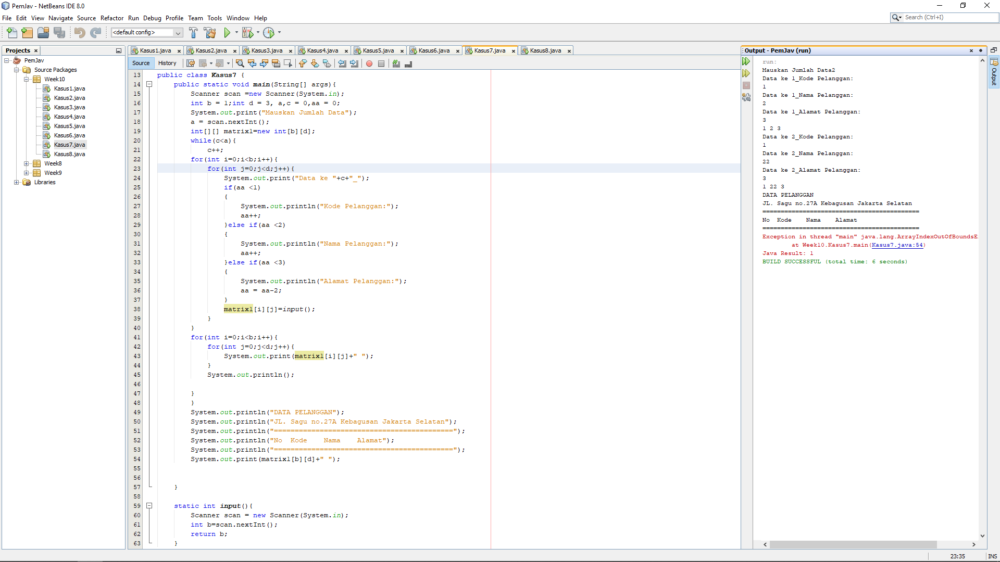 PemJav - NetBeans IDE 8.0
File Edit View Navigate Source Refactor Run Debug Profile Team Tools Window Help
Search (Ctrl+I)
<default config>
Projects
PemJav
Source Packages
Week10
Kasus1.java
Kasus2.java
Kasus3.java
Kasus4.java
Kasus5.java
Kasus6.java
Kasus7.java
Kasus8.java
Week8
Week9
Libraries
Kasus1.java Kasus2.java Kasus3.java Kasus4.java Kasus5.java Kasus6.java Kasus7.java Kasus8.java
Source History
13 public class Kasus7 {
14 public static void main(String[] args){
15 Scanner scan =new Scanner(System.in);
16 int b = 1;int d = 3, a,c = 0,aa = 0;
17 System.out.print("Mauskan Jumlah Data");
18 a = scan.nextInt();
19 int[][] matrix1=new int[b][d];
20 while(c<a){
21 c++;
22 for(int i=0;i<b;i++){
23 for(int j=0;j<d;j++){
24 System.out.print("Data ke "+c+"_");
25 if(aa <1)
26 {
27 System.out.println("Kode Pelanggan:");
28 aa++;
29 }else if(aa <2)
30 {
31 System.out.println("Nama Pelanggan:");
32 aa++;
33 }else if(aa <3)
34 {
35 System.out.println("Alamat Pelanggan:");
36 aa = aa-2;
37 }
38 matrix1[i][j]=input();
39 }
40 }
41 for(int i=0;i<b;i++){
42 for(int j=0;j<d;j++){
43 System.out.print(matrix1[i][j]+" ");
44 }
45 System.out.println();
46
47 }
48 }
49 System.out.println("DATA PELANGGAN");
50 System.out.println("JL. Sagu no.27A Kebagusan Jakarta Selatan");
51 System.out.println("===========================================");
52 System.out.println("No  Kode    Nama    Alamat");
53 System.out.println("===========================================");
54 System.out.print(matrix1[b][d]+" ");
55
56
57 }
58
59 static int input(){
60 Scanner scan = new Scanner(System.in);
61 int b=scan.nextInt();
62 return b;
63 }
Output - PemJav (run)
run:
Mauskan Jumlah Data2
Data ke 1_Kode Pelanggan:
1
Data ke 1_Nama Pelanggan:
2
Data ke 1_Alamat Pelanggan:
3
1 2 3
Data ke 2_Kode Pelanggan:
1
Data ke 2_Nama Pelanggan:
22
Data ke 2_Alamat Pelanggan:
3
1 22 3
DATA PELANGGAN
JL. Sagu no.27A Kebagusan Jakarta Selatan
===========================================
No  Kode    Nama    Alamat
===========================================
Exception in thread "main" java.lang.ArrayIndexOutOfBoundsE
at Week10.Kasus7.main(Kasus7.java:54)
Java Result: 1
BUILD SUCCESSFUL (total time: 6 seconds)
Output
23:35 INS